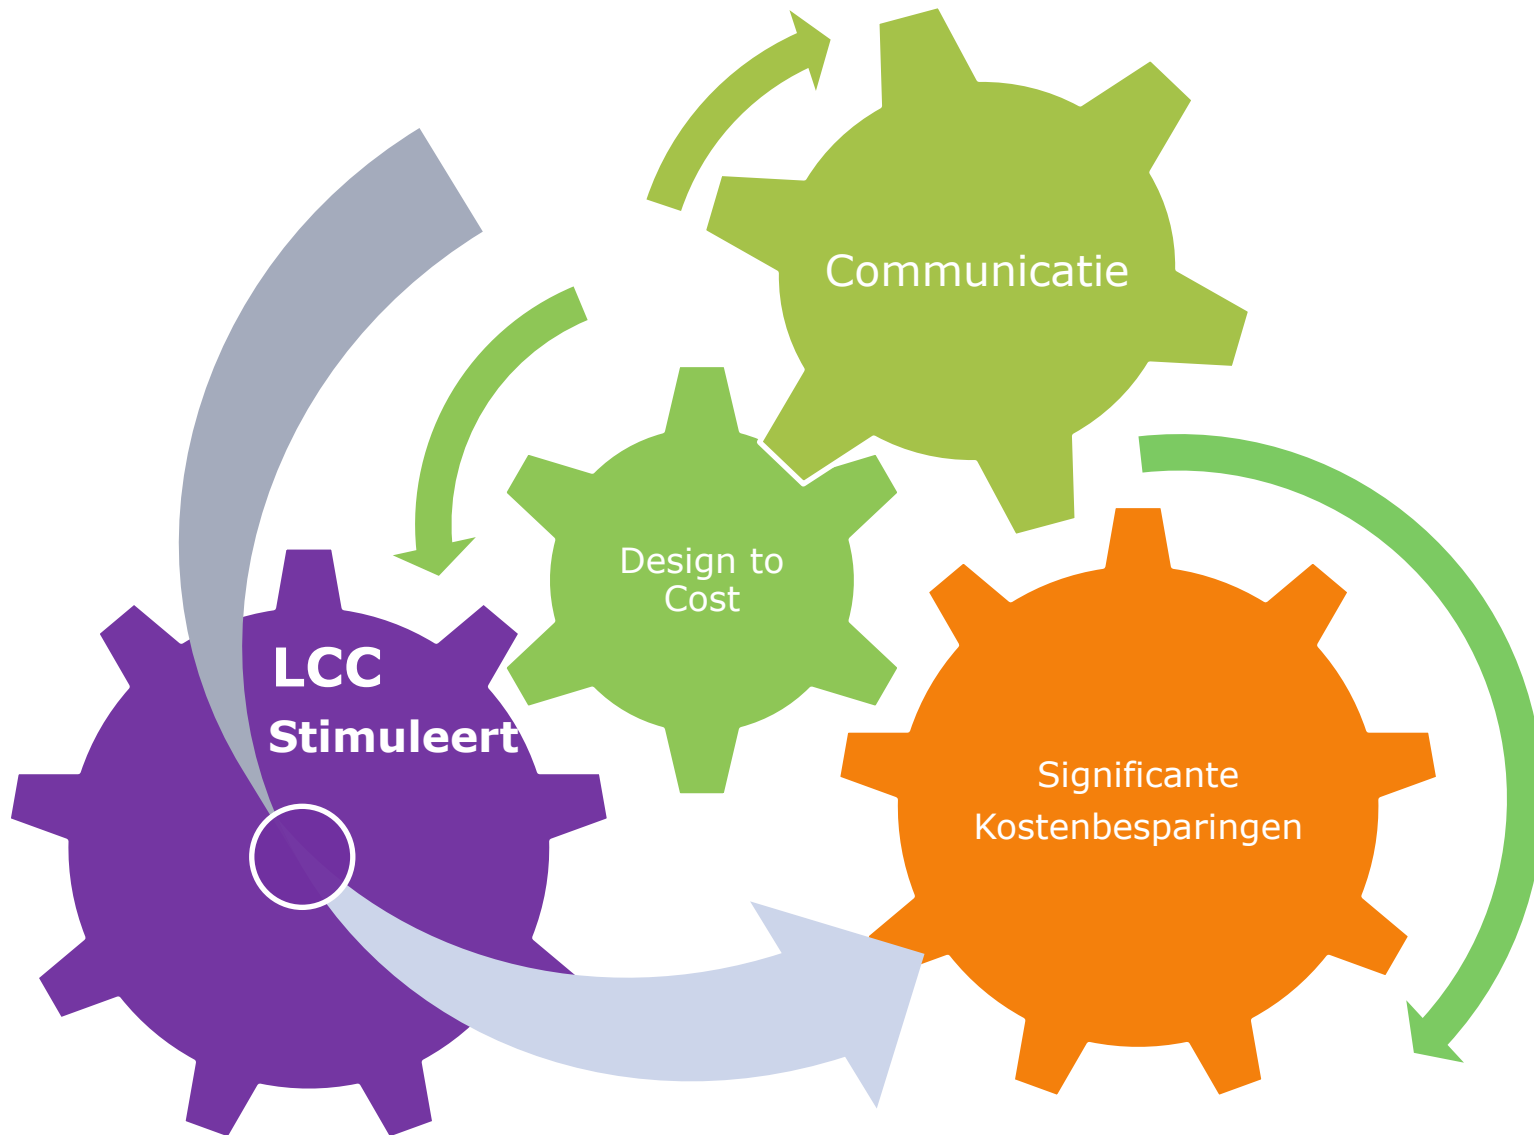 Communicatie
Design to
Cost
LCC
Stimuleert
Significante
Kostenbesparingen